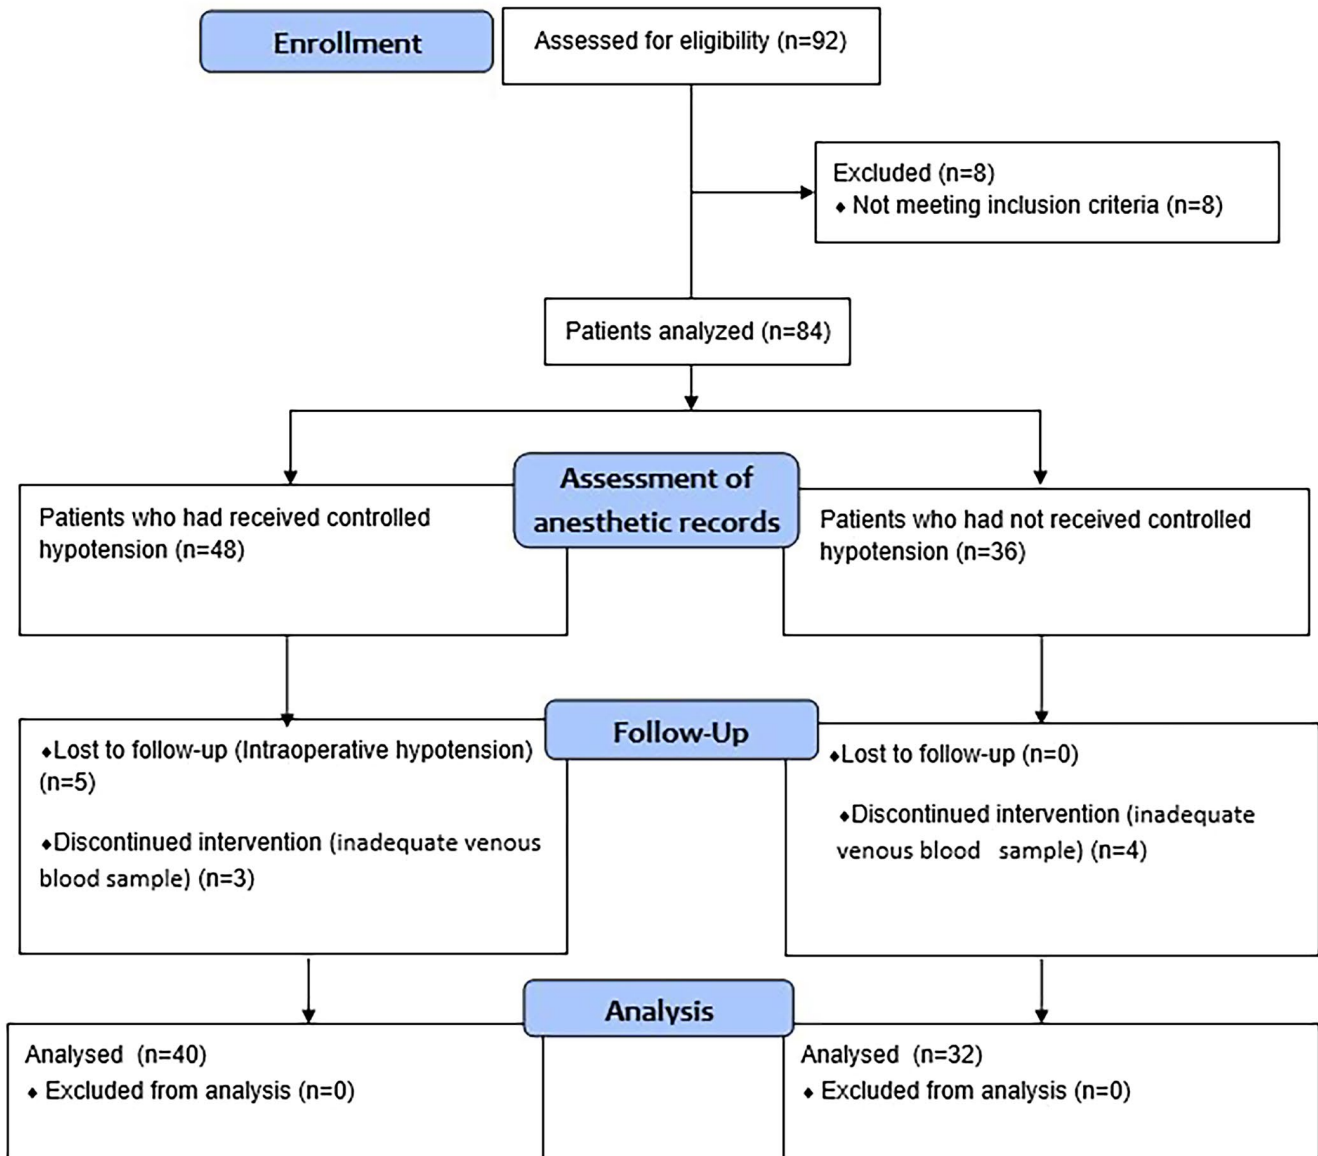 Enrollment
Assessed for eligibility (n=92)
Excluded (n=8)
♦ Not meeting inclusion criteria (n=8)
Patients analyzed (n=84)
Assessment of
anesthetic records
Patients who had received controlled
hypotension (n=48)
Patients who had not received controlled
hypotension (n=36)
Follow-Up
♦Lost to follow-up (Intraoperative hypotension)
(n=5)
♦Discontinued intervention (inadequate venous
blood sample) (n=3)
♦Lost to follow-up (n=0)
♦Discontinued intervention (inadequate
venous blood sample) (n=4)
Analysis
Analysed (n=40)
♦ Excluded from analysis (n=0)
Analysed (n=32)
♦ Excluded from analysis (n=0)